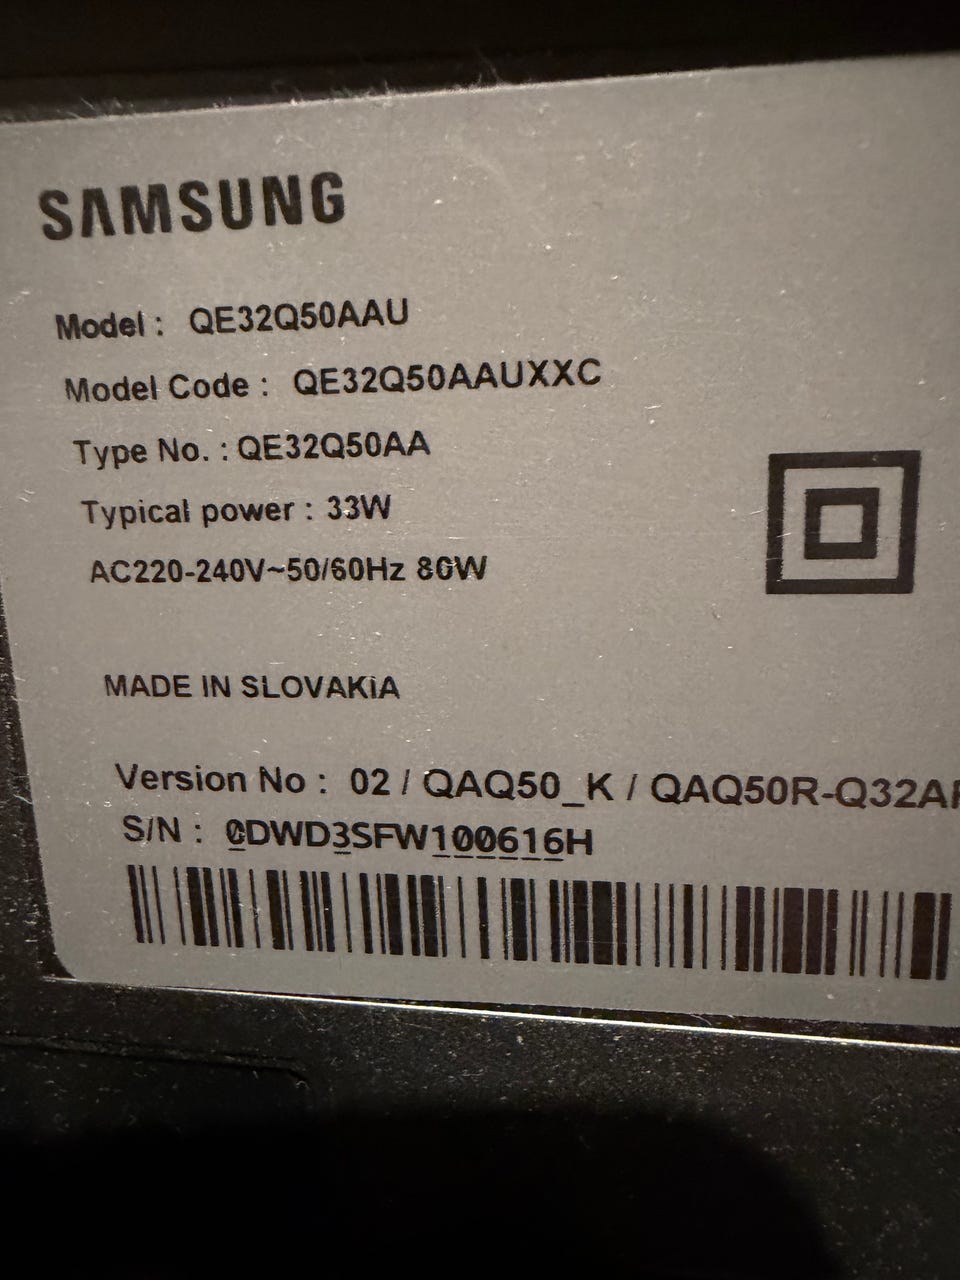 SAMSUNG
Model : QE32Q50AAU
Model Code : QE32Q50AAUXXC
Type No. : QE32Q50AA
Typical power : 33W
AC220-240V~50/60Hz 80W
MADE IN SLOVAKIA
Version No : 02 / QAQ50_K / QAQ50R-Q32A
S/N : 0DWD3SFW100616H